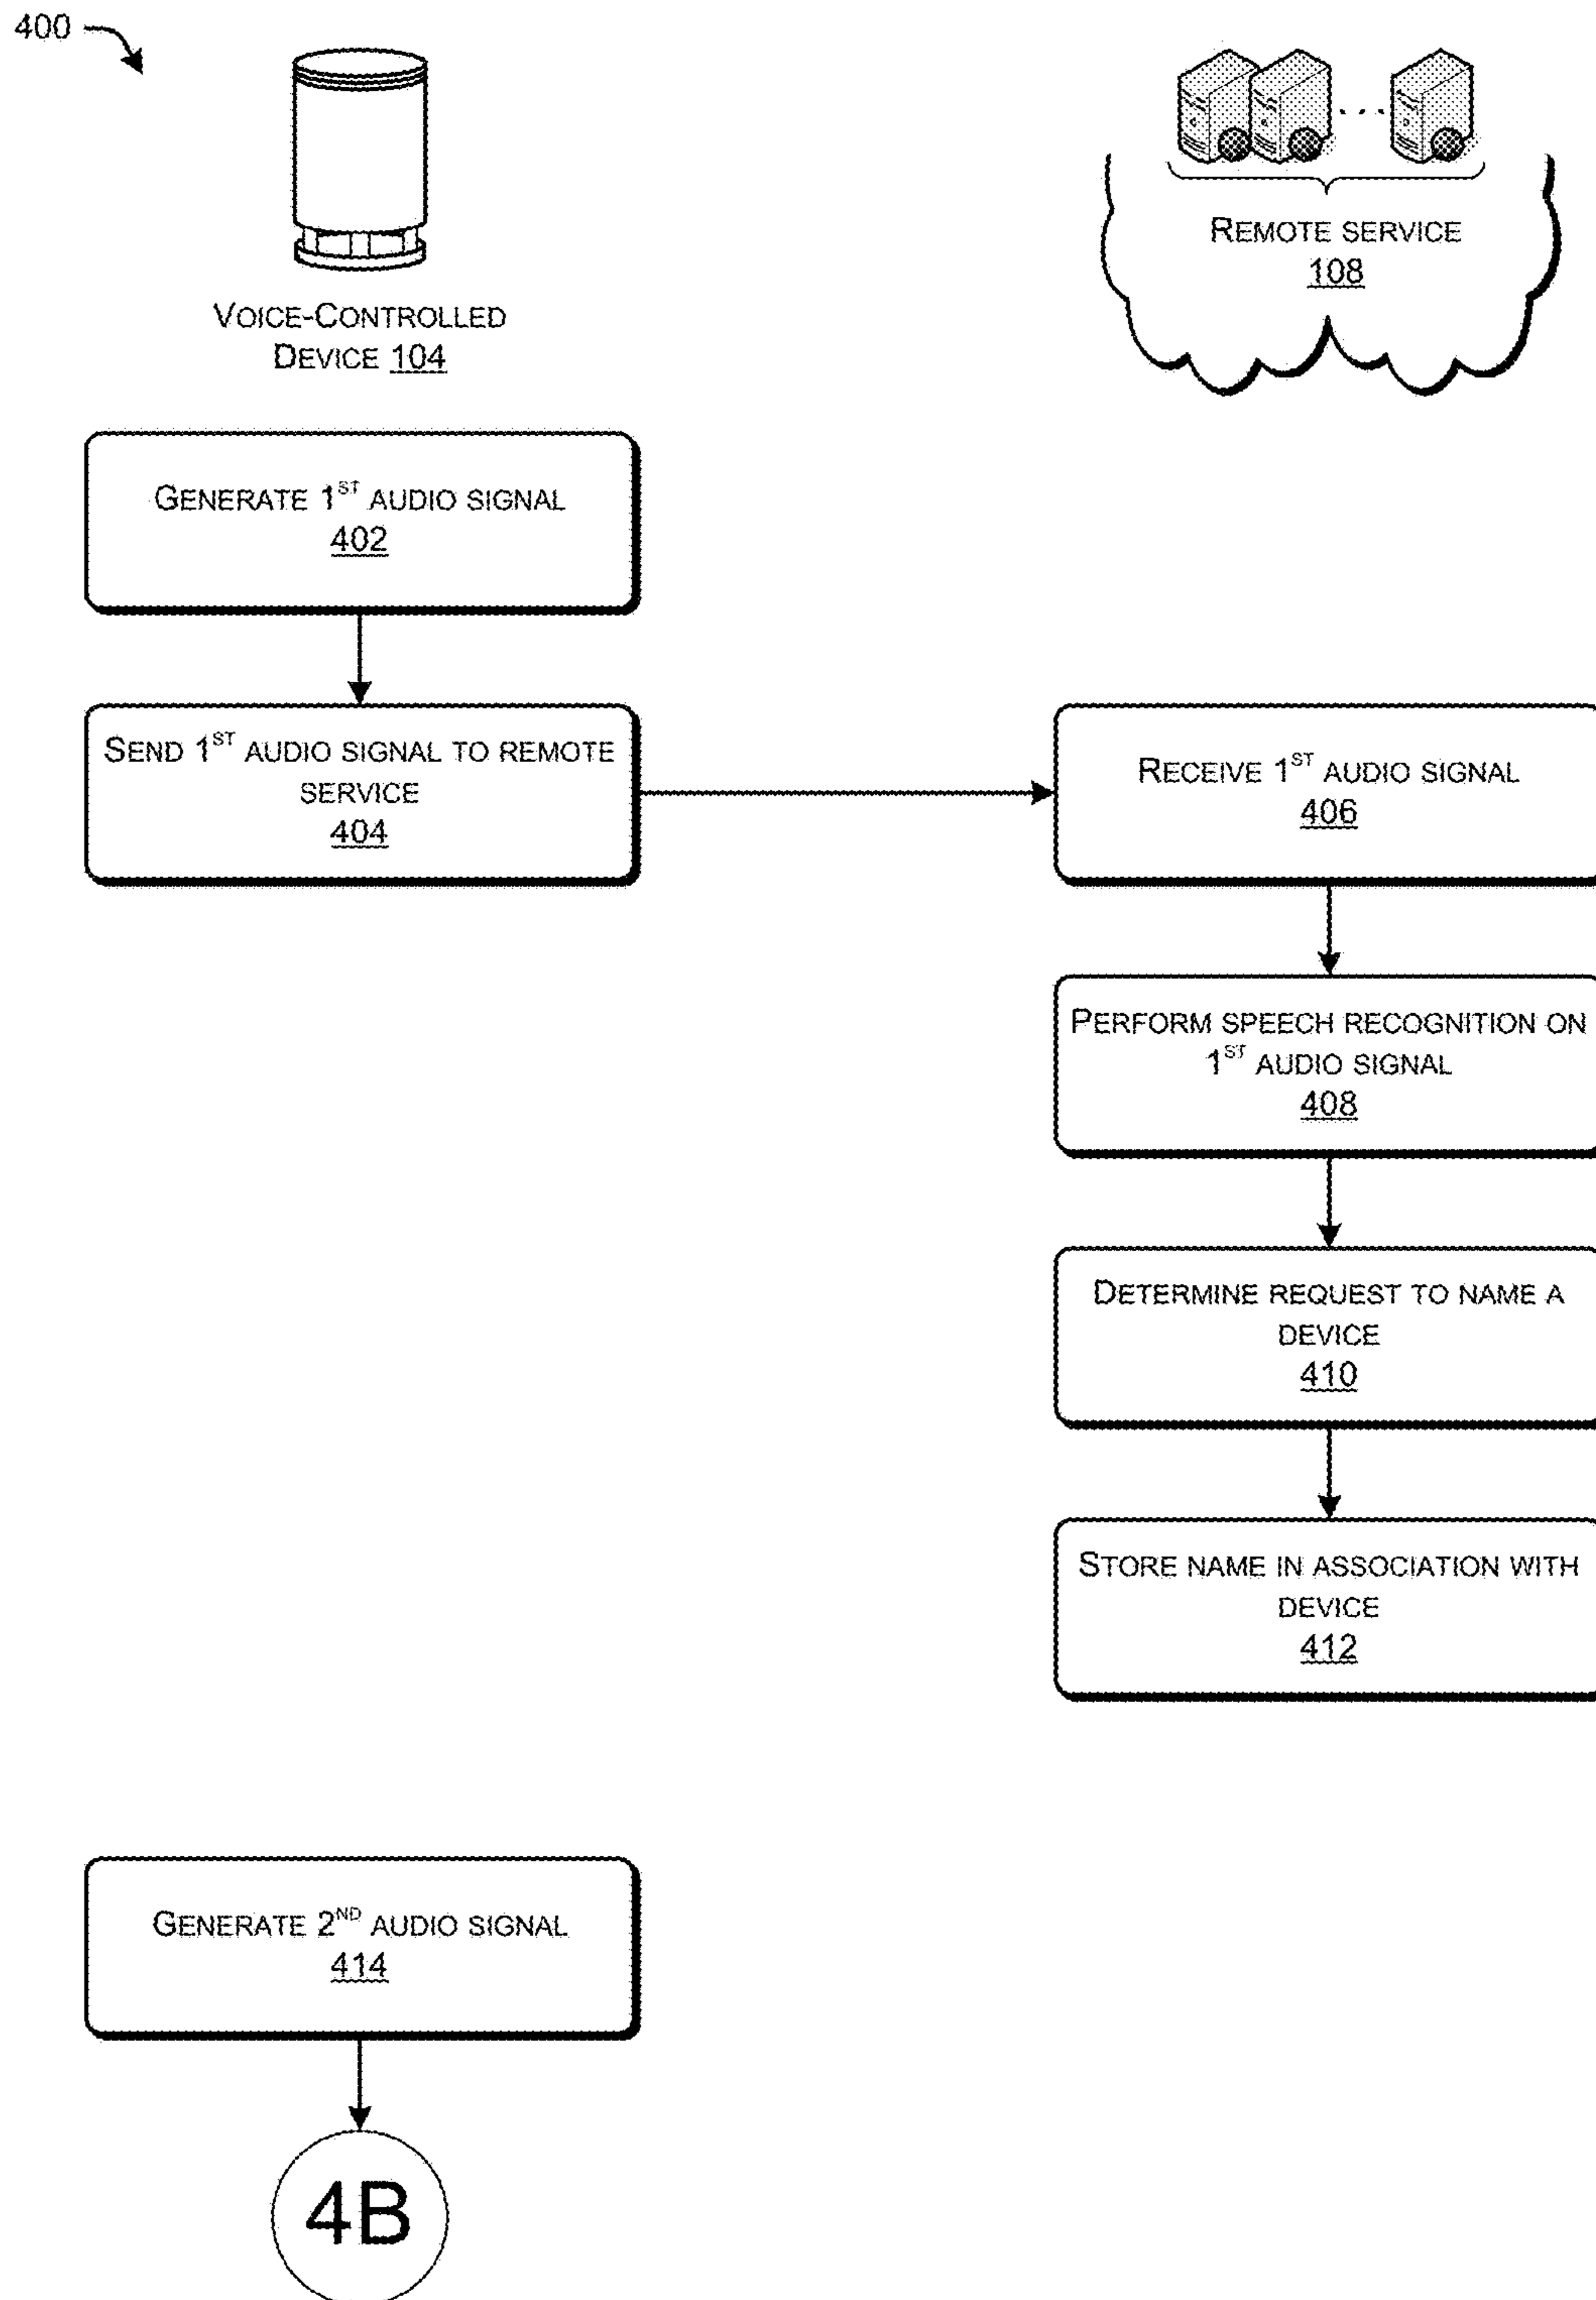 400
VOICE-CONTROLLED
DEVICE 104
REMOTE SERVICE
108
GENERATE 1ST AUDIO SIGNAL
402
SEND 1ST AUDIO SIGNAL TO REMOTE
SERVICE
404
RECEIVE 1ST AUDIO SIGNAL
406
PERFORM SPEECH RECOGNITION ON
1ST AUDIO SIGNAL
408
DETERMINE REQUEST TO NAME A
DEVICE
410
STORE NAME IN ASSOCIATION WITH
DEVICE
412
GENERATE 2ND AUDIO SIGNAL
414
4B